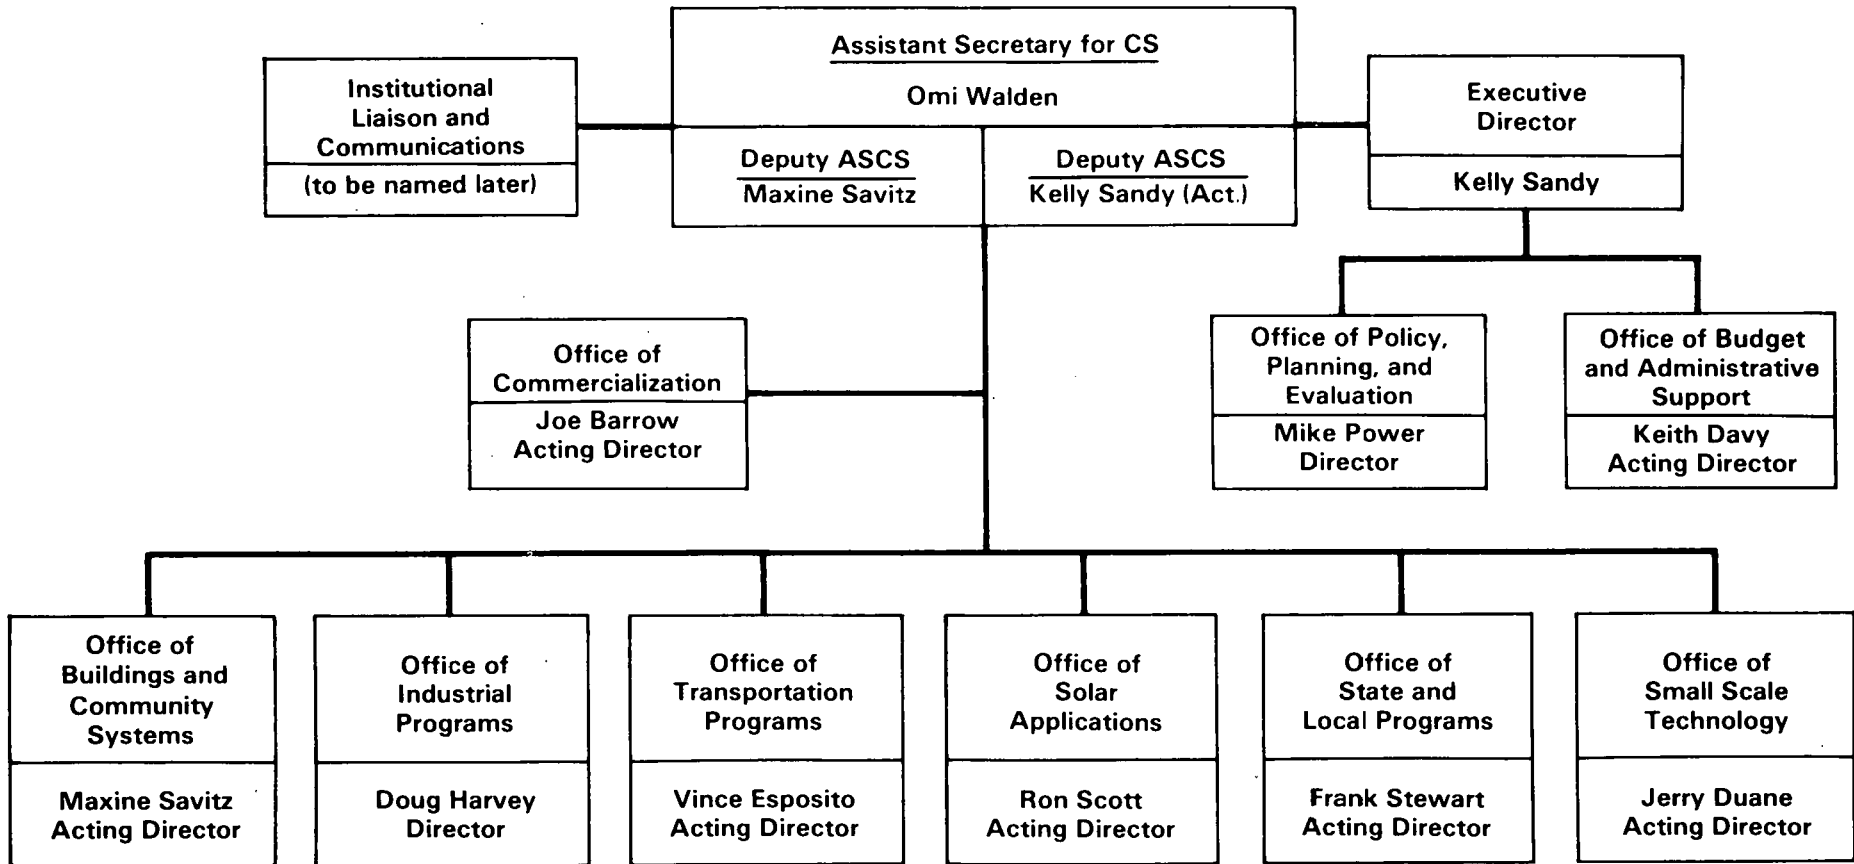 Assistant Secretary for CS
Omi Walden
Deputy ASCS
Maxine Savitz
Deputy ASCS
Kelly Sandy (Act.)
Institutional
Liaison and
Communications
(to be named later)
Executive
Director
Kelly Sandy
Office of
Commercialization
Joe Barrow
Acting Director
Office of Policy,
Planning, and
Evaluation
Mike Power
Director
Office of Budget
and Administrative
Support
Keith Davy
Acting Director
Office of
Buildings and
Community
Systems
Maxine Savitz
Acting Director
Office of
Industrial
Programs
Doug Harvey
Director
Office of
Transportation
Programs
Vince Esposito
Acting Director
Office of
Solar
Applications
Ron Scott
Acting Director
Office of
State and
Local Programs
Frank Stewart
Acting Director
Office of
Small Scale
Technology
Jerry Duane
Acting Director